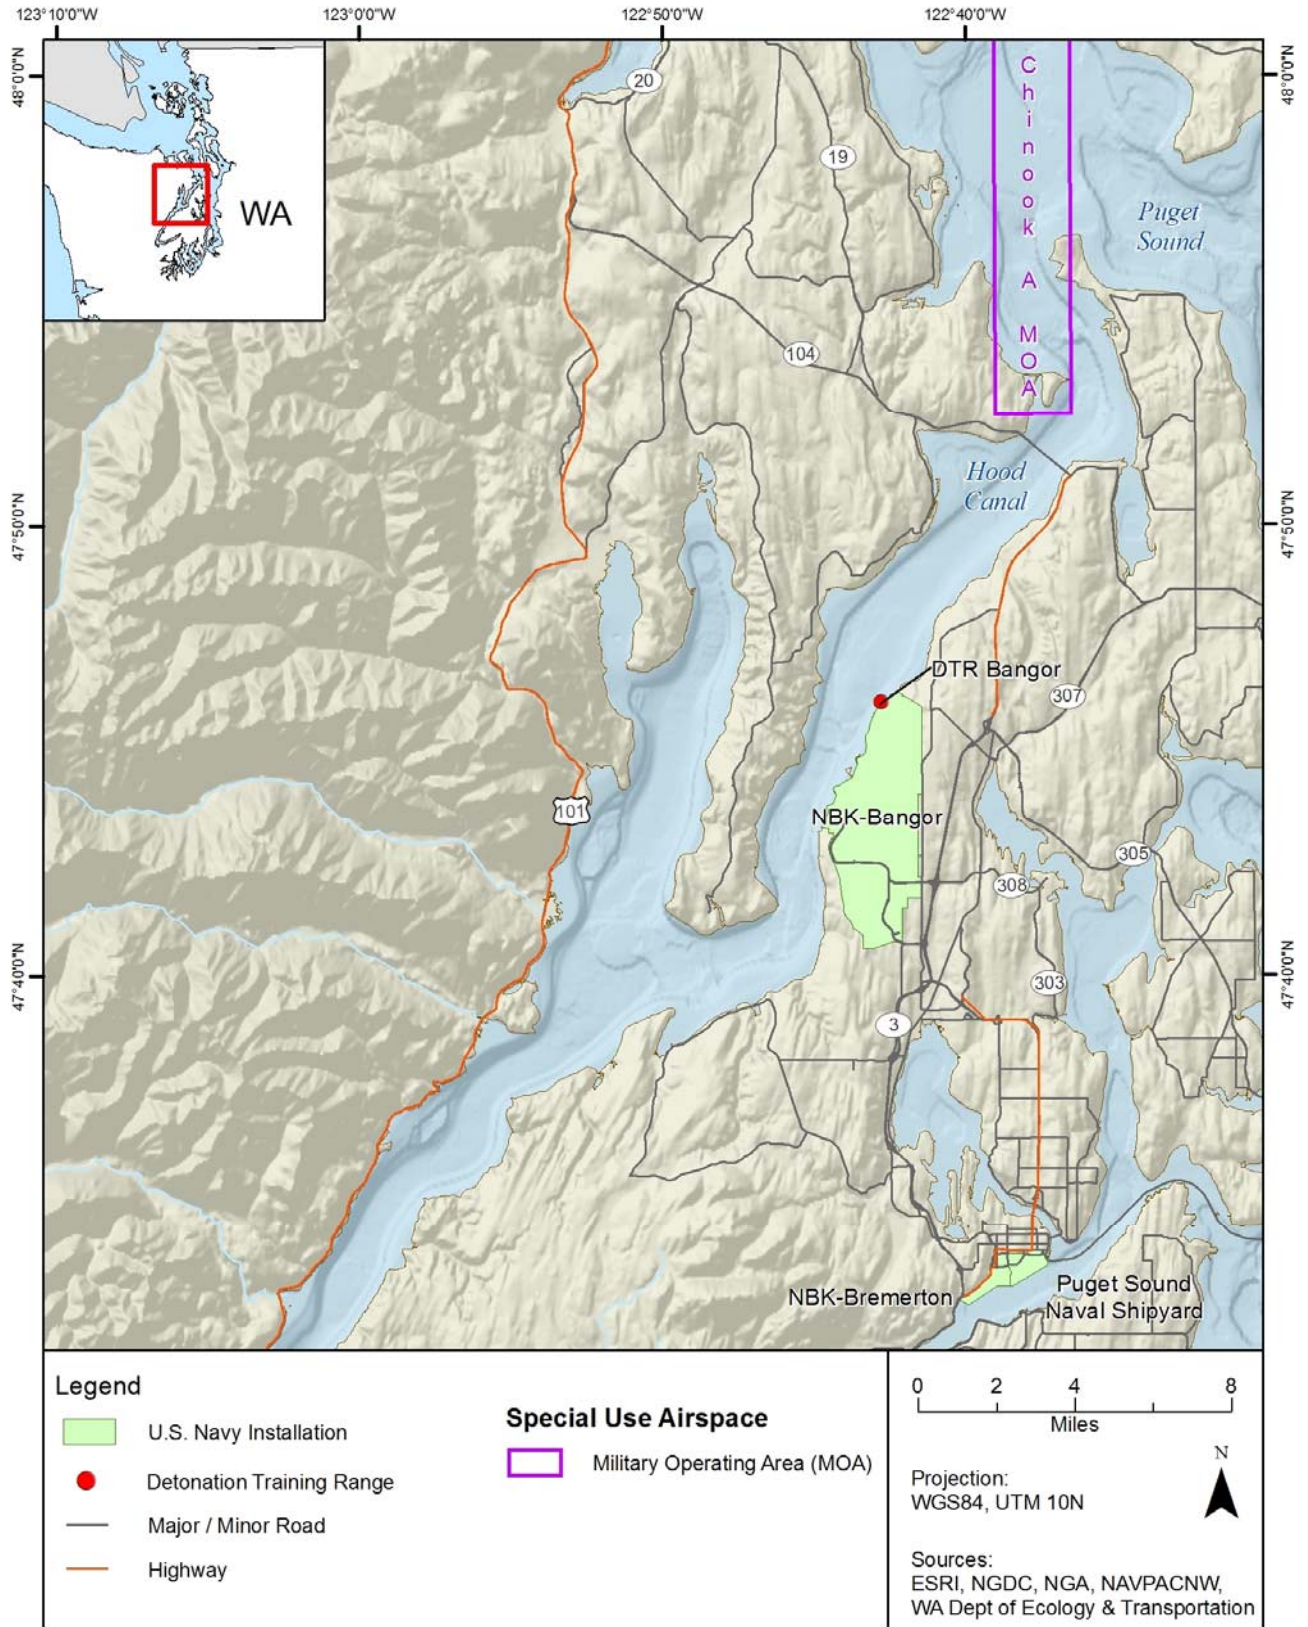 123°10'0"W
123°0'0"W
122°50'0"W
122°40'0"W
48°0'0"N
48°0'0"N
WA
20
19
Chinook A MOA
Puget
Sound
104
Hood
Canal
47°50'0"N
47°50'0"N
DTR Bangor
307
101
NBK-Bangor
305
308
47°40'0"N
47°40'0"N
303
3
NBK-Bremerton
Puget Sound
Naval Shipyard
Legend
U.S. Navy Installation
Detonation Training Range
Major / Minor Road
Highway
Special Use Airspace
Military Operating Area (MOA)
0 2 4 8
Miles
N
Projection:
WGS84, UTM 10N
Sources:
ESRI, NGDC, NGA, NAVPACNW,
WA Dept of Ecology & Transportation